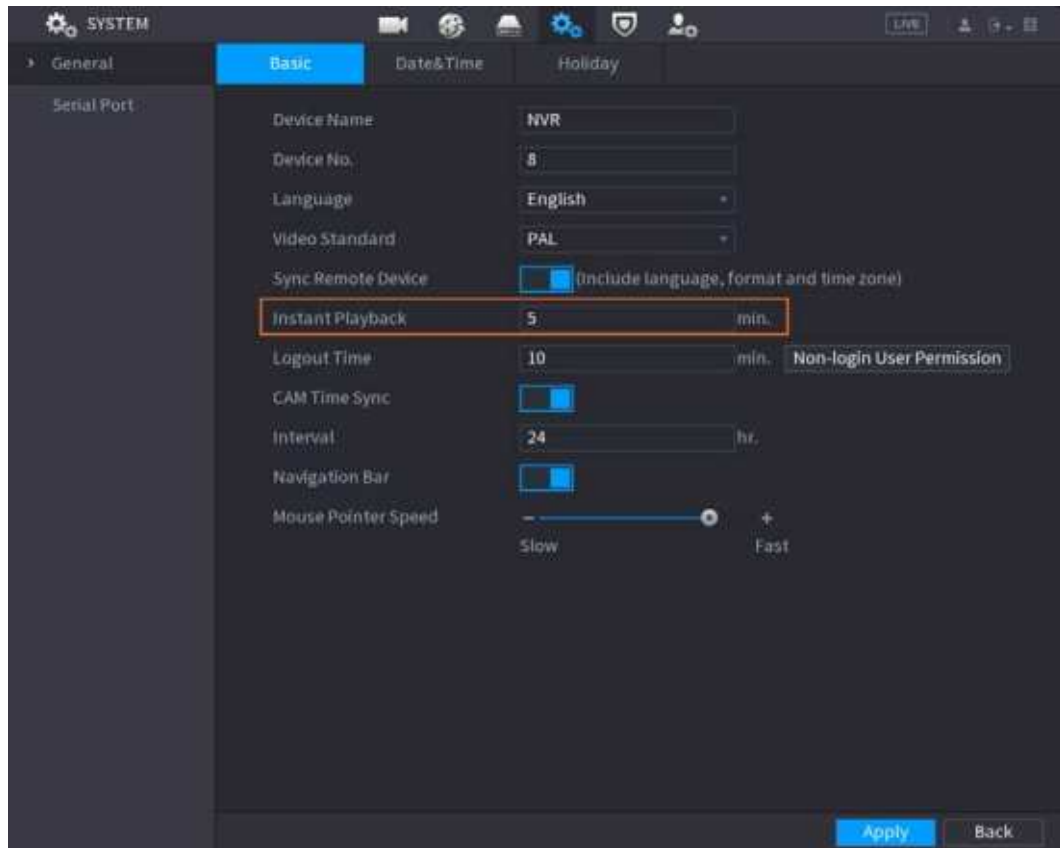 SYSTEM
LIVE
General
Basic
Date&Time
Holiday
Serial Port
Device Name
NVR
Device No.
8
Language
English
Video Standard
PAL
Sync Remote Device
(Include language, format and time zone)
Instant Playback
5
min.
Logout Time
10
min.
Non-login User Permission
CAM Time Sync
Interval
24
hr.
Navigation Bar
Mouse Pointer Speed
− +
Slow
Fast
Apply
Back